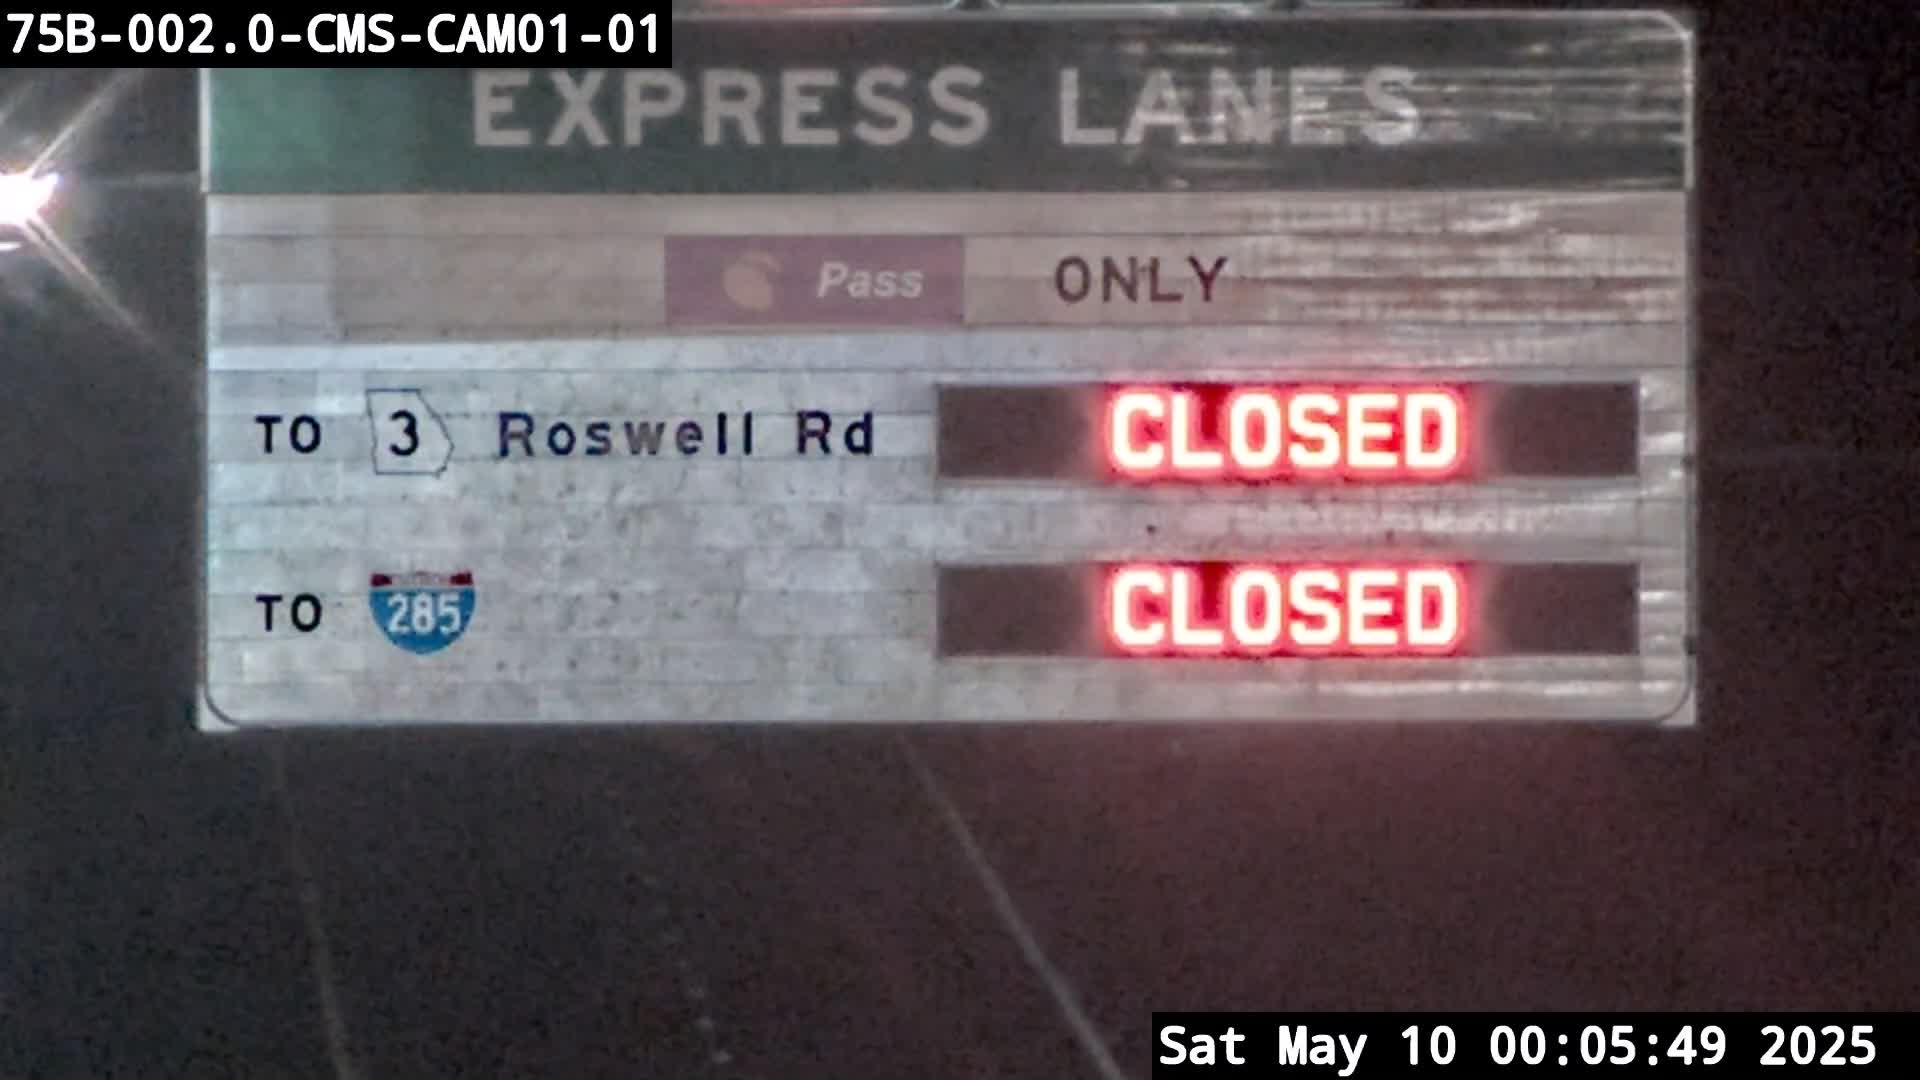 75B-002.0-CMS-CAM01-01
EXPRESS LANES
Pass ONLY
TO 3 Roswell Rd CLOSED
TO 285 CLOSED
Sat May 10 00:05:49 2025